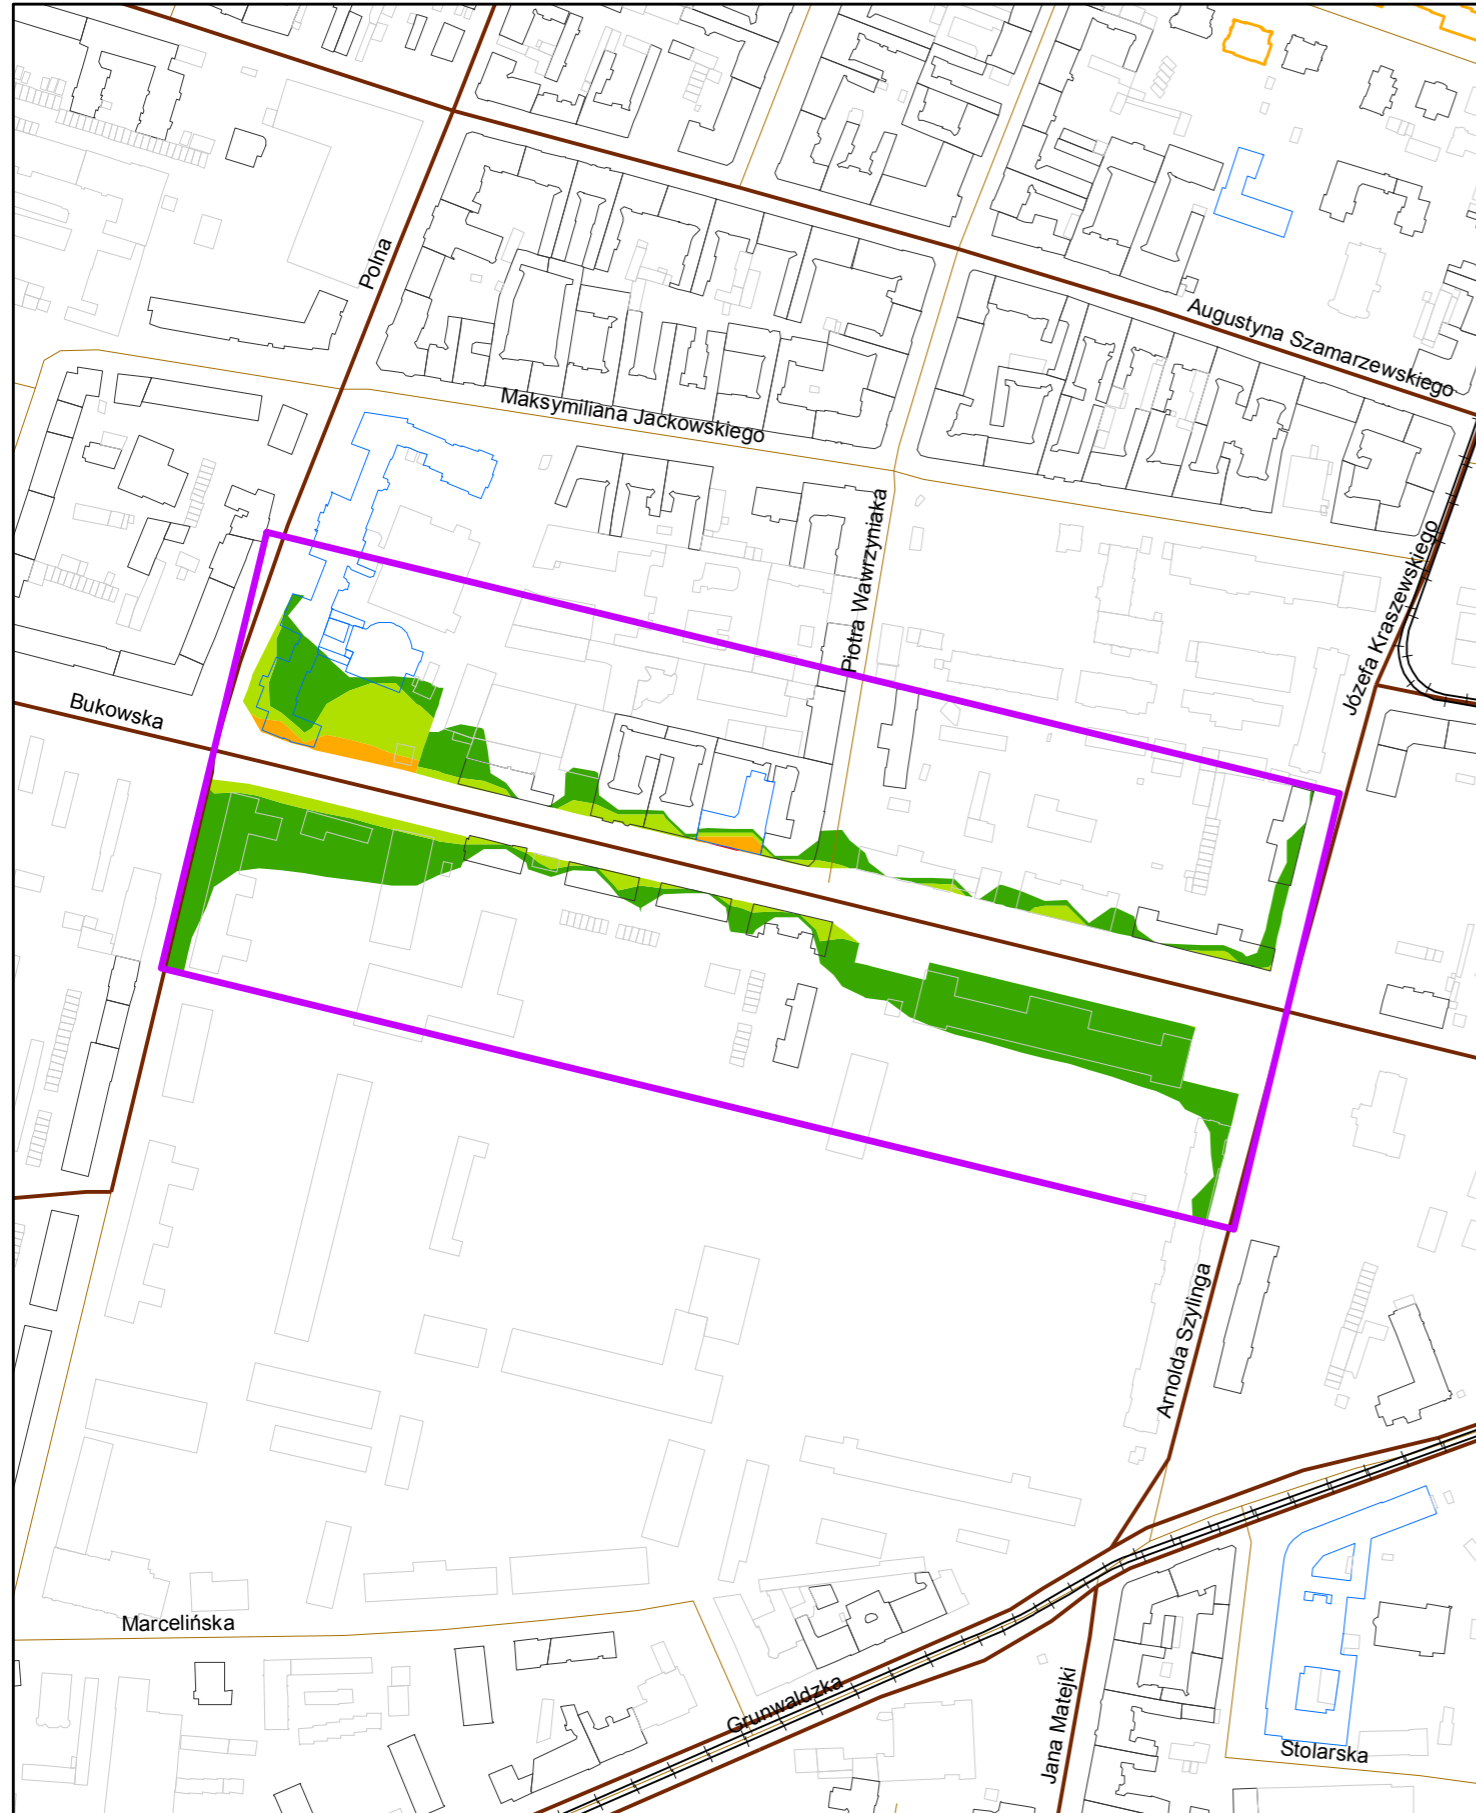 Polna
Augustyna Szamarzewskiego
Maksymiliana Jackowskiego
Piotra Wawrzyniaka
Józefa Kraszewskiego
Bukowska
Arnolda Szylinga
Marcelińska
Grunwaldzka
Jana Matejki
Stolarska